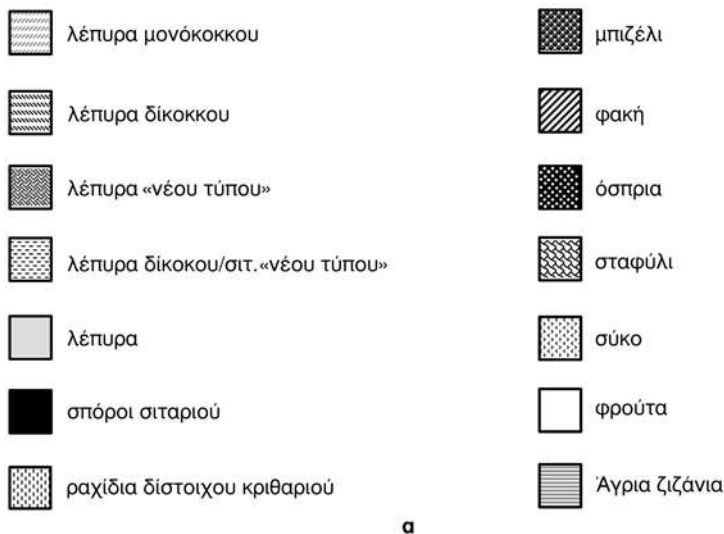 λέπυρα μονόκοκκου
λέπυρα δίκοκκου
λέπυρα «νέου τύπου»
λέπυρα δίκοκου/σιτ.«νέου τύπου»
λέπυρα
σπόροι σιταριού
ραχίδια δίστοιχου κριθαριού
μπιζέλι
φακή
όσπρια
σταφύλι
σύκο
φρούτα
Άγρια ζιζάνια
α